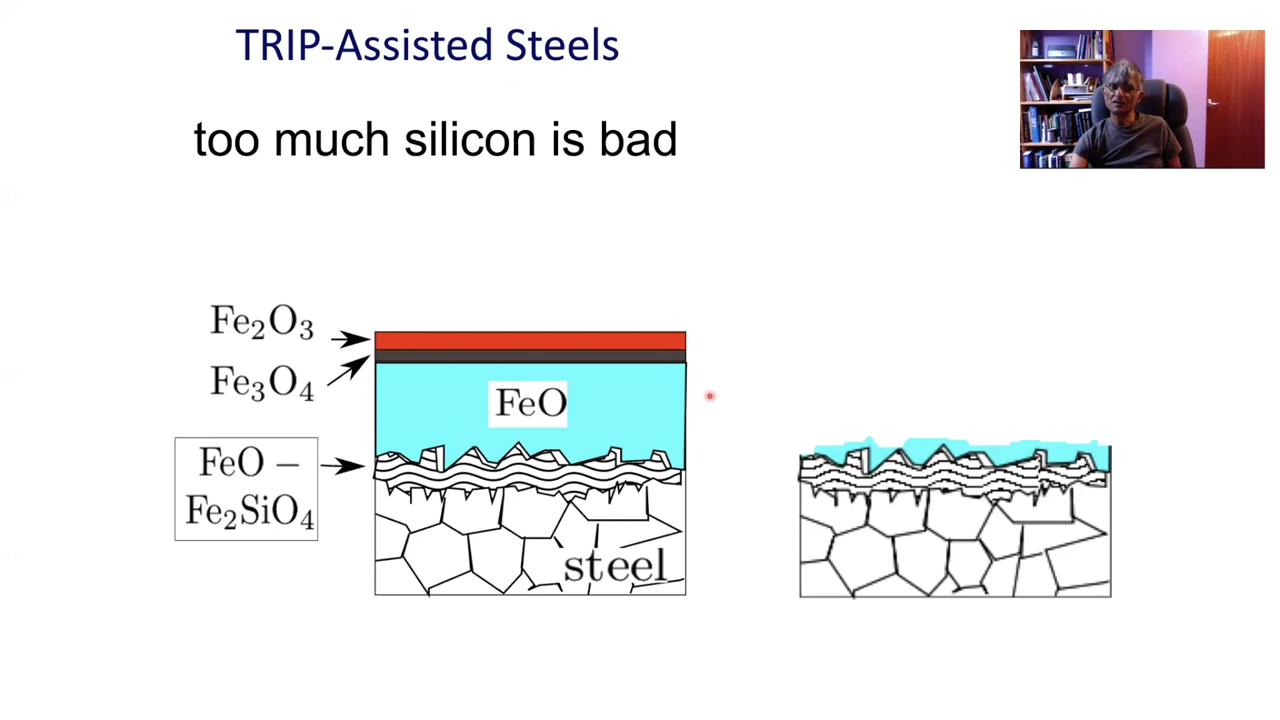 TRIP-Assisted Steels
too much silicon is bad
Fe₂O₃
Fe₃O₄
FeO
FeO −
Fe₂SiO₄
steel